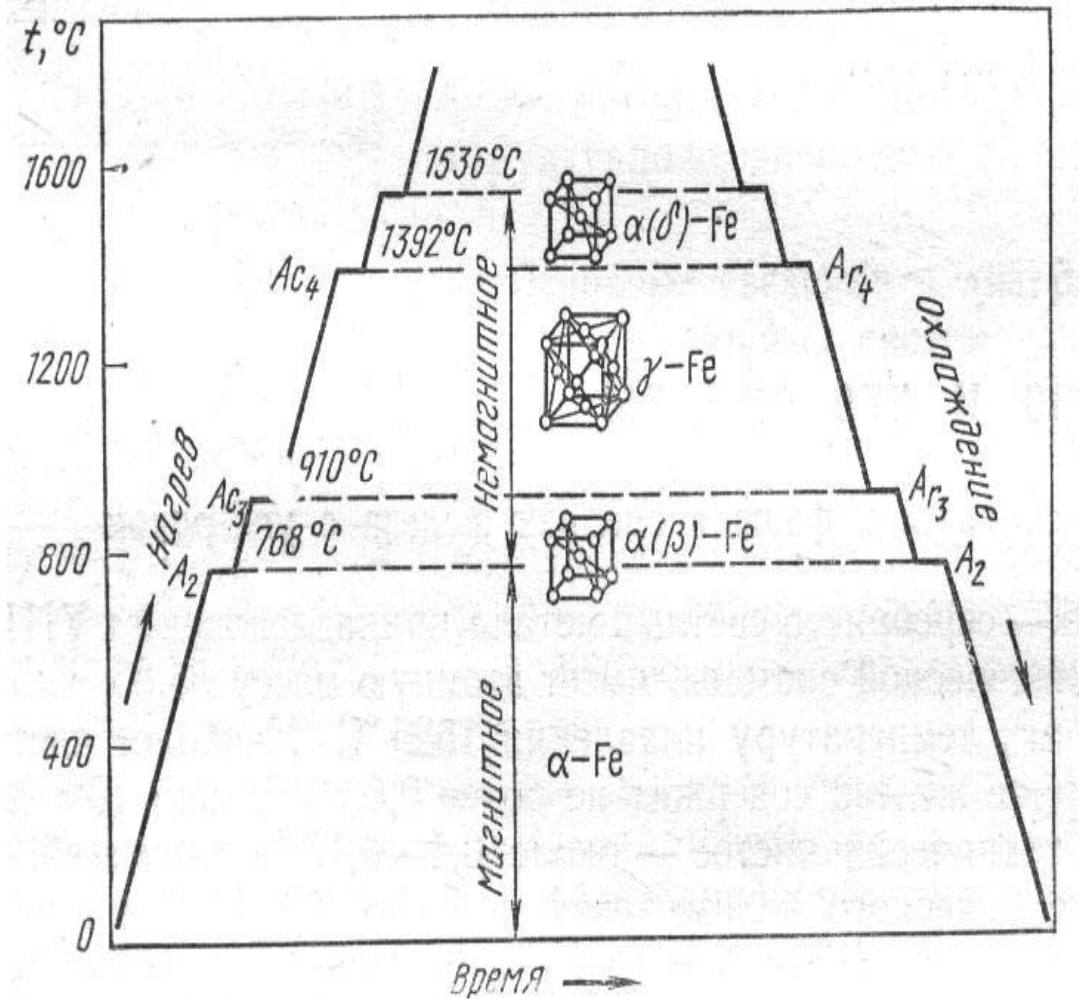 t,°C
1600
1200
800
400
0
1536°C
1392°C
910°C
768°C
Ac₄
Ac₃
A₂
Нагрев
Немагнитное
Магнитное
α(δ)-Fe
γ-Fe
α(β)-Fe
α-Fe
Ar₄
Ar₃
A₂
охлаждение
Время